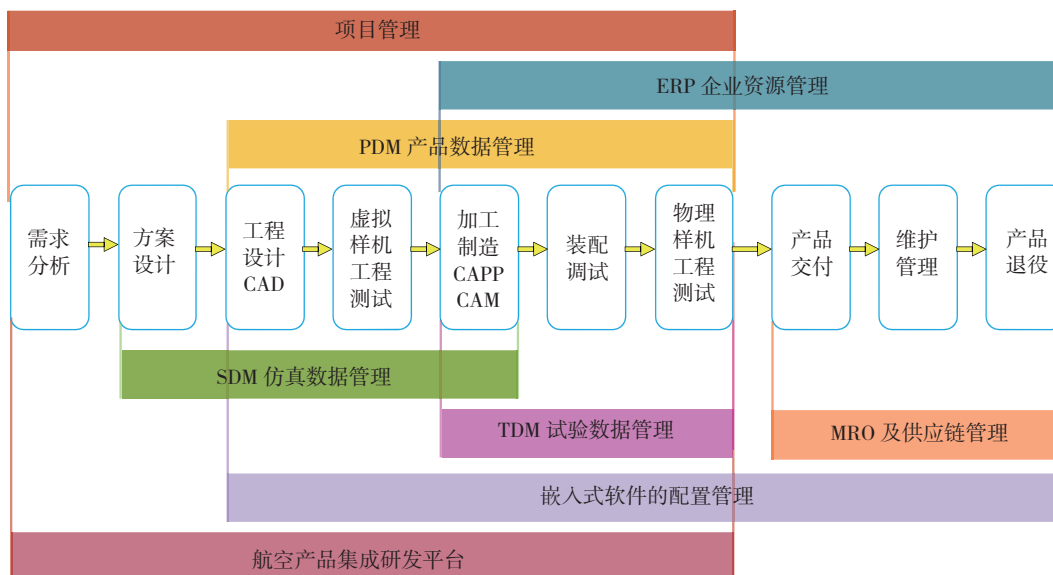 项目管理
ERP 企业资源管理
PDM 产品数据管理
需求
分析
方案
设计
工程
设计
CAD
虚拟
样机
工程
测试
加工
制造
CAPP
CAM
装配
调试
物理
样机
工程
测试
产品
交付
维护
管理
产品
退役
SDM 仿真数据管理
TDM 试验数据管理
MRO 及供应链管理
嵌入式软件的配置管理
航空产品集成研发平台